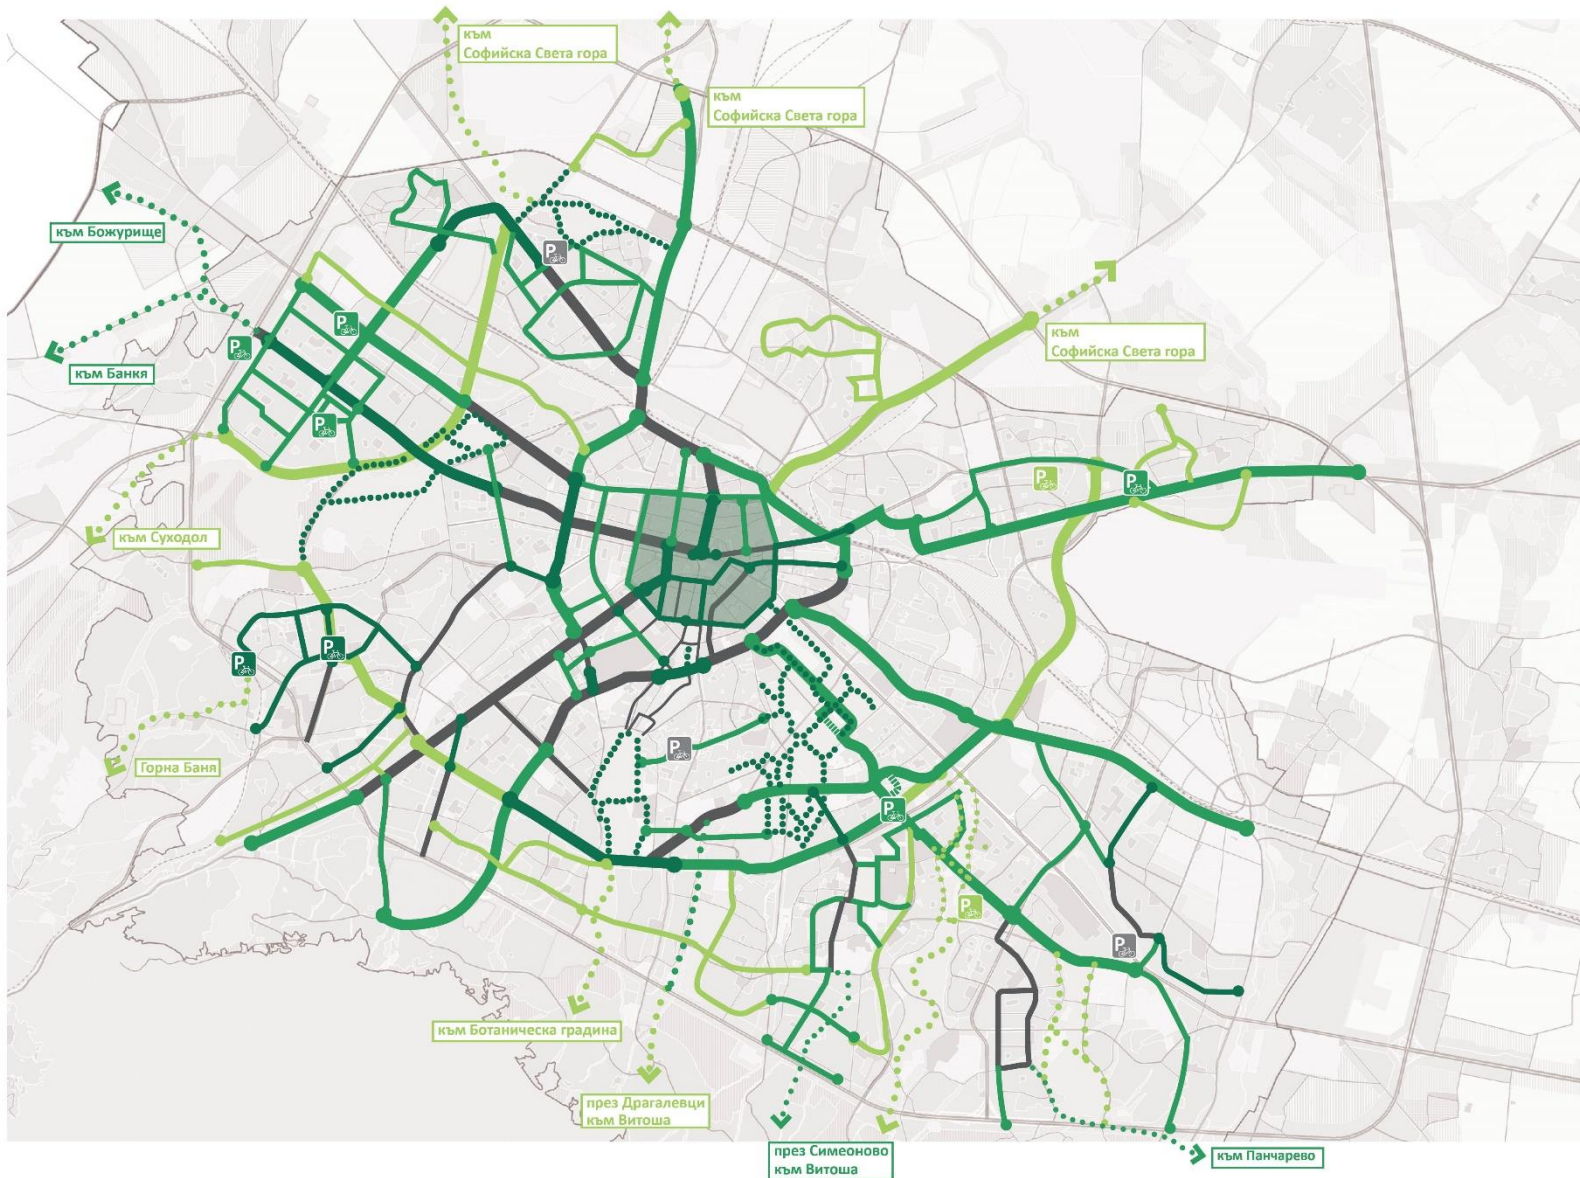 към
Софийска Света гора
към
Софийска Света гора
към Божурище
към
Софийска Света гора
към Банкя
P
P
P
P
P
P
към Суходол
P
P
Горна Баня
P
P
P
P
към Ботаническа градина
през Драгалевци
към Витоша
през Симеоново
към Витоша
към Панчарево